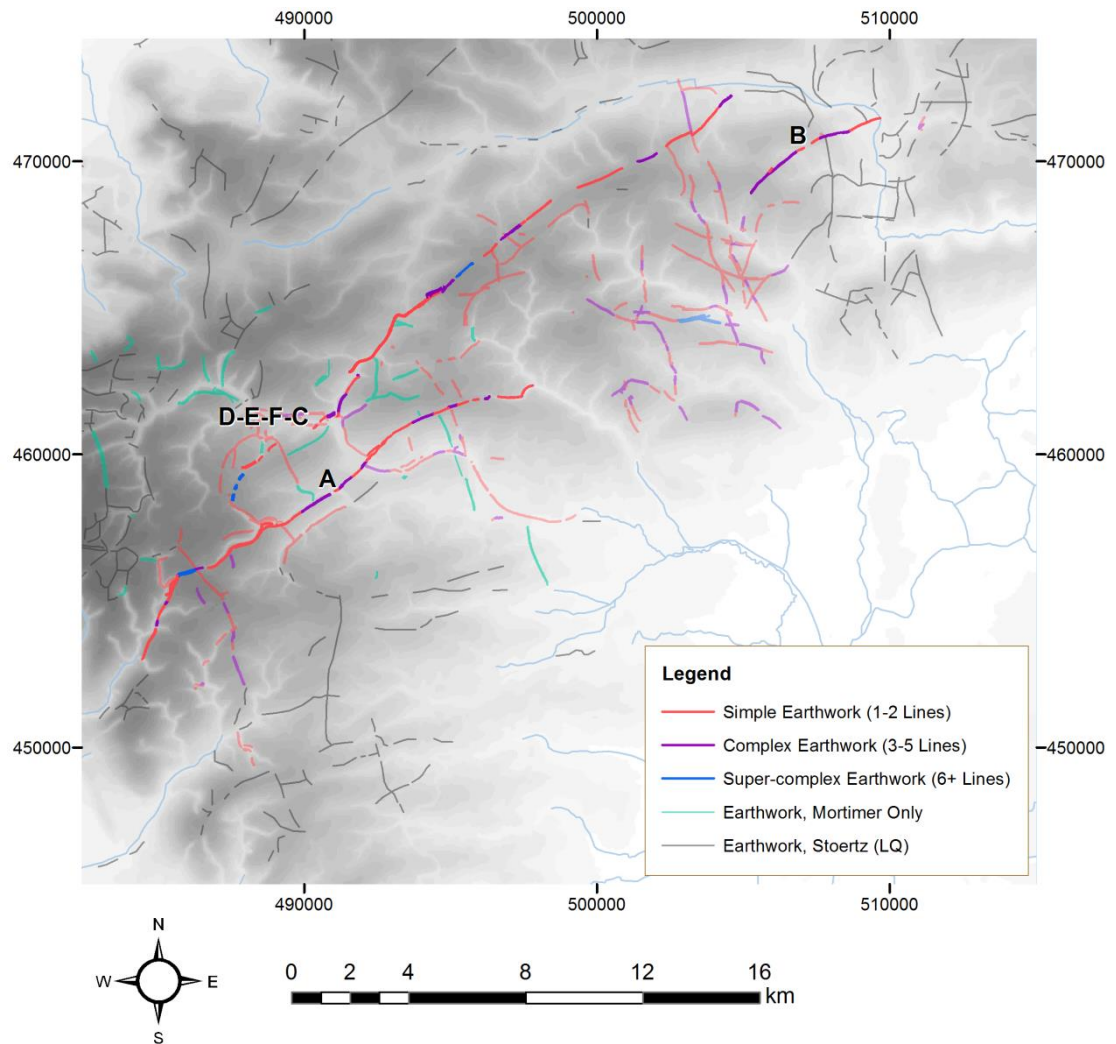 490000 500000 510000
B
470000 470000
D-E-F-C
460000 460000
A
Legend
Simple Earthwork (1-2 Lines)
Complex Earthwork (3-5 Lines)
450000 450000
Super-complex Earthwork (6+ Lines)
Earthwork, Mortimer Only
Earthwork, Stoertz (LQ)
490000 500000 510000
N
W E
S
0 2 4 8 12 16
km